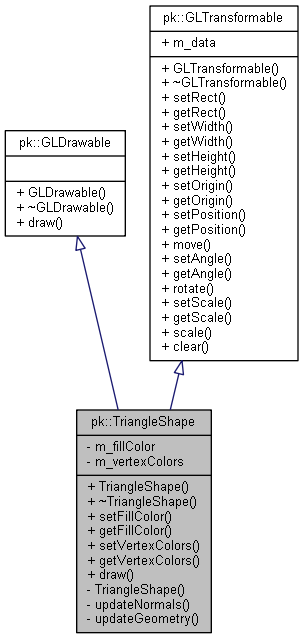 pk::GLTransformable
+ m_data
+ GLTransformable()
+ ~GLTransformable()
+ setRect()
+ getRect()
+ setWidth()
+ getWidth()
+ setHeight()
+ getHeight()
+ setOrigin()
+ getOrigin()
+ setPosition()
+ getPosition()
+ move()
+ setAngle()
+ getAngle()
+ rotate()
+ setScale()
+ getScale()
+ scale()
+ clear()
pk::GLDrawable
+ GLDrawable()
+ ~GLDrawable()
+ draw()
pk::TriangleShape
- m_fillColor
- m_vertexColors
+ TriangleShape()
+ ~TriangleShape()
+ setFillColor()
+ getFillColor()
+ setVertexColors()
+ getVertexColors()
+ draw()
- TriangleShape()
- updateNormals()
- updateGeometry()